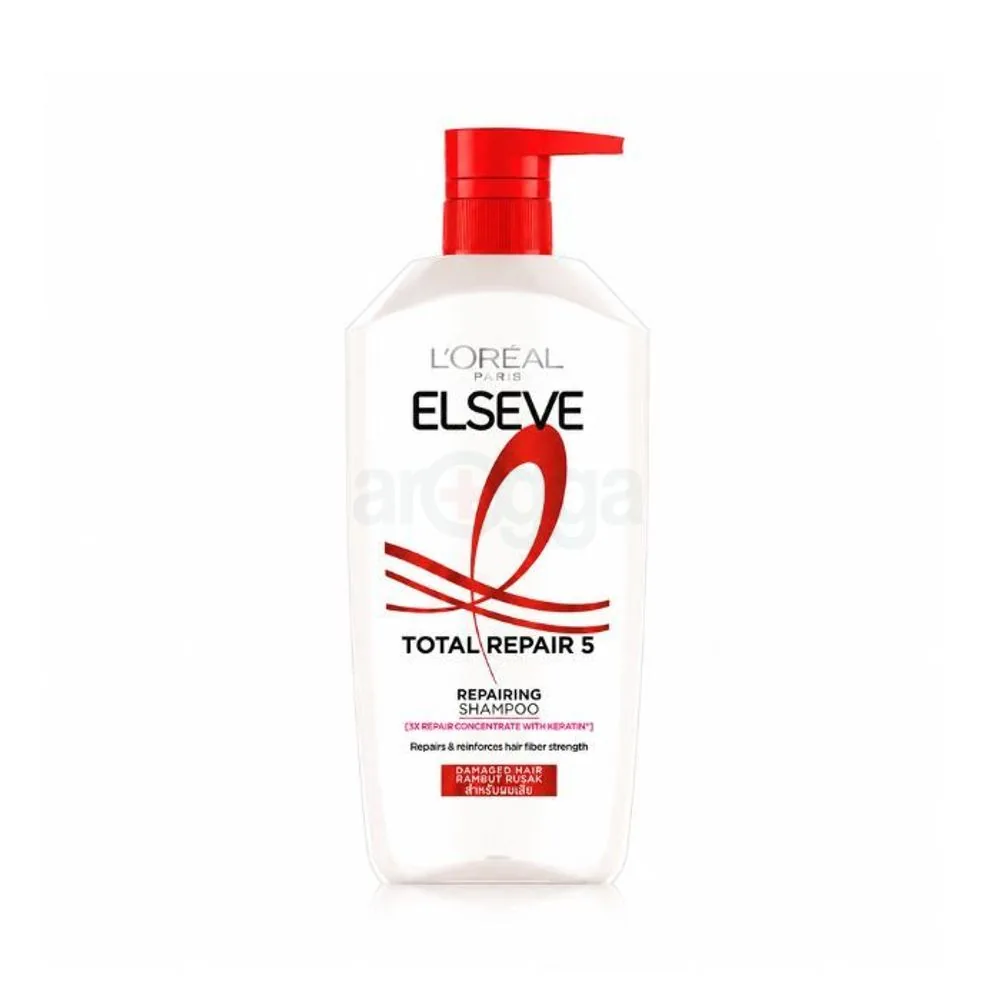 L'ORÉAL
PARIS
ELSEVE
arogga
TOTAL REPAIR 5
REPAIRING
SHAMPOO
[3X REPAIR CONCENTRATE WITH KERATIN*]
Repairs & reinforces hair fiber strength
DAMAGED HAIR
RAMBUT RUSAK
สำหรับผมเสีย